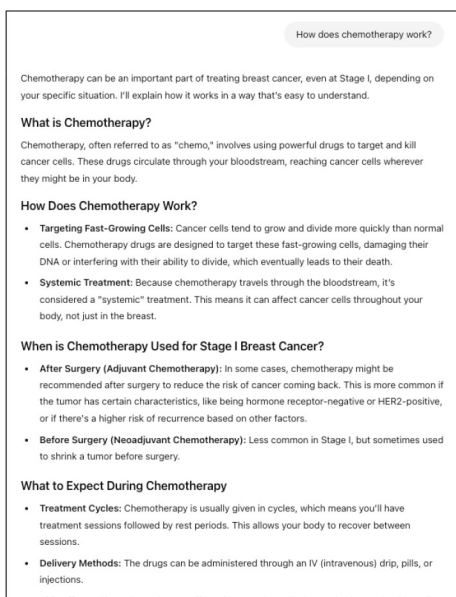 How does chemotherapy work?
Chemotherapy can be an important part of treating breast cancer, even at Stage I, depending on
your specific situation. I'll explain how it works in a way that's easy to understand.
What is Chemotherapy?
Chemotherapy, often referred to as "chemo," involves using powerful drugs to target and kill
cancer cells. These drugs circulate through your bloodstream, reaching cancer cells wherever
they might be in your body.
How Does Chemotherapy Work?
• Targeting Fast-Growing Cells: Cancer cells tend to grow and divide more quickly than normal
cells. Chemotherapy drugs are designed to target these fast-growing cells, damaging their
DNA or interfering with their ability to divide, which eventually leads to their death.
• Systemic Treatment: Because chemotherapy travels through the bloodstream, it's
considered a "systemic" treatment. This means it can affect cancer cells throughout your
body, not just in the breast.
When is Chemotherapy Used for Stage I Breast Cancer?
• After Surgery (Adjuvant Chemotherapy): In some cases, chemotherapy might be
recommended after surgery to reduce the risk of cancer coming back. This is more common if
the tumor has certain characteristics, like being hormone receptor-negative or HER2-positive,
or if there's a higher risk of recurrence based on other factors.
• Before Surgery (Neoadjuvant Chemotherapy): Less common in Stage I, but sometimes used
to shrink a tumor before surgery.
What to Expect During Chemotherapy
• Treatment Cycles: Chemotherapy is usually given in cycles, which means you'll have
treatment sessions followed by rest periods. This allows your body to recover between
sessions.
• Delivery Methods: The drugs can be administered through an IV (intravenous) drip, pills, or
injections.